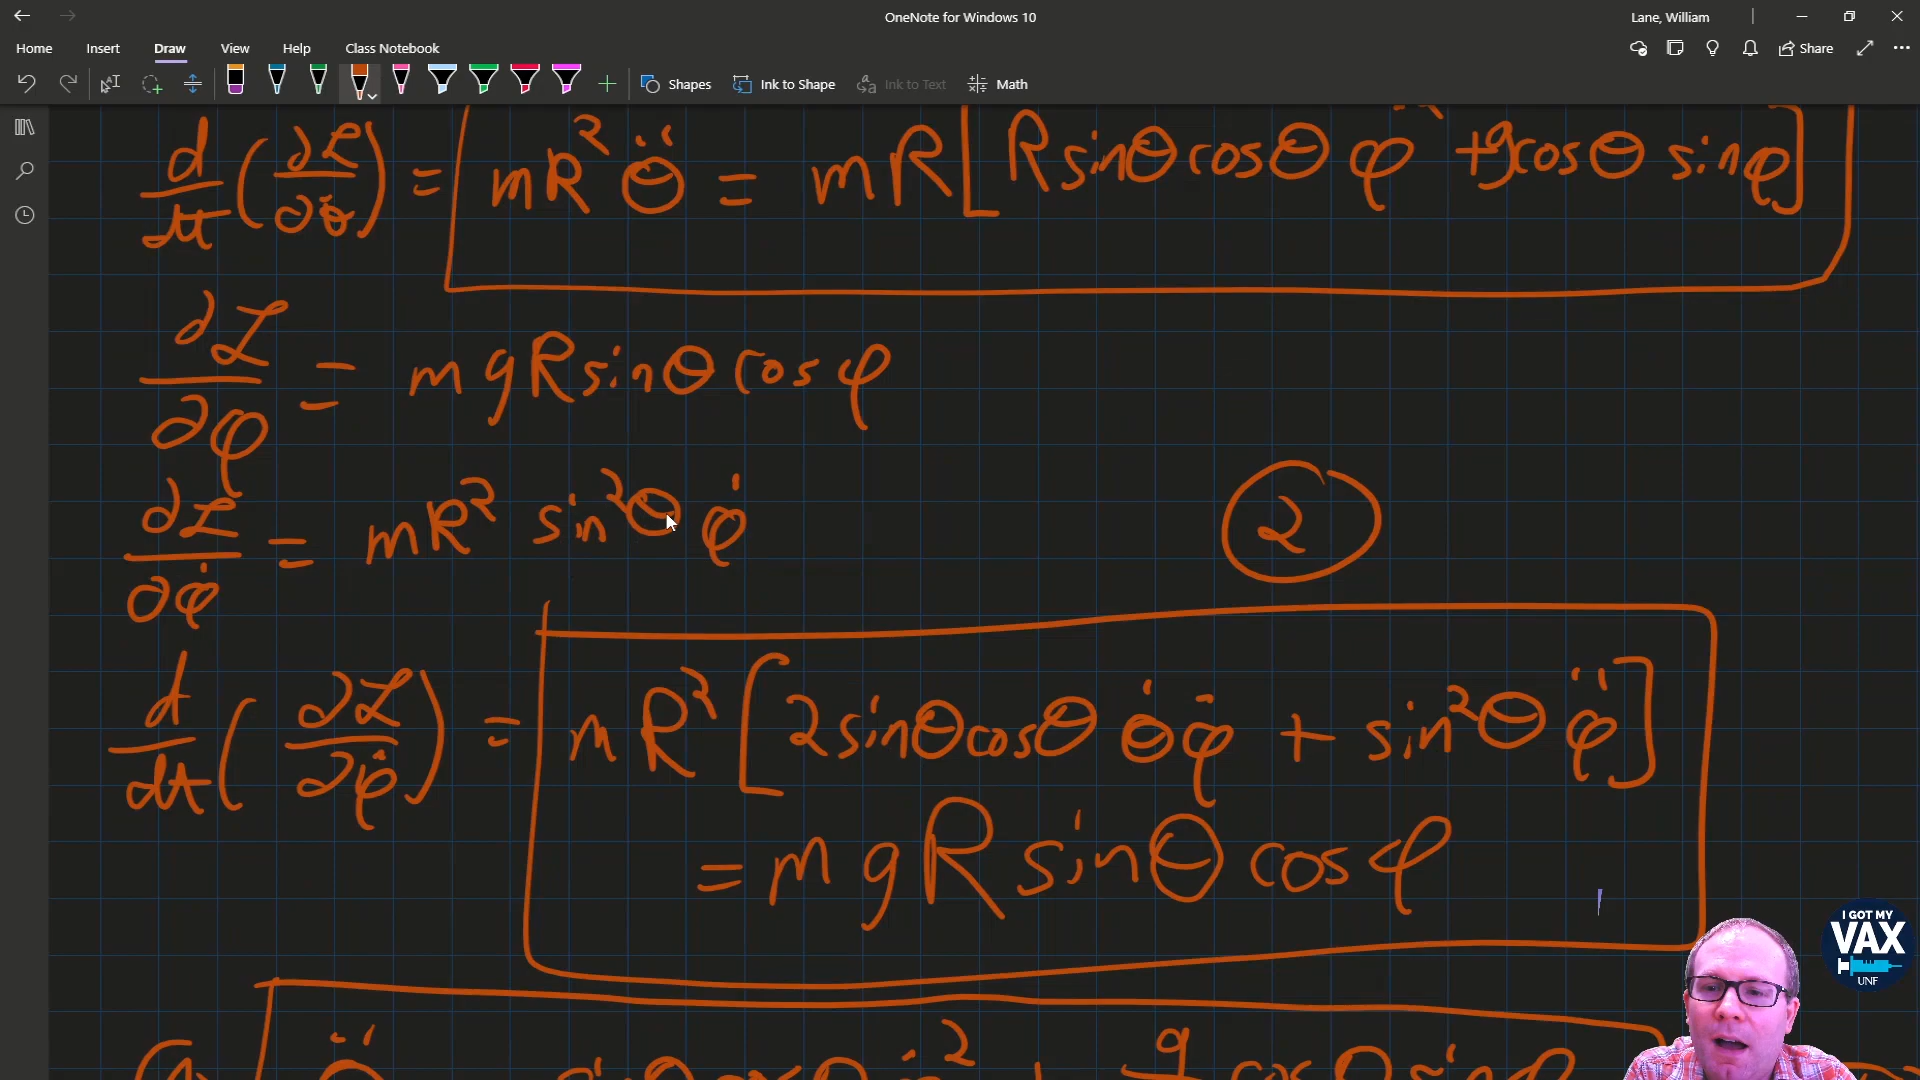 OneNote for Windows 10
Lane, William
Home Insert Draw View Help Class Notebook
Share
Shapes Ink to Shape Ink to Text Math
d/dt (∂ℒ/∂θ̇) = mR² θ̈ = mR[R sinθ cosθ φ̇² + g cosθ sinφ]
∂ℒ/∂φ = mgR sinθ cosφ
∂ℒ/∂φ̇ = mR² sin²θ φ̇
2
d/dt (∂ℒ/∂φ̇) = mR² [2 sinθ cosθ θ̇ φ̇ + sin²θ φ̈]
= mgR sinθ cosφ
I GOT MY
VAX
UNF